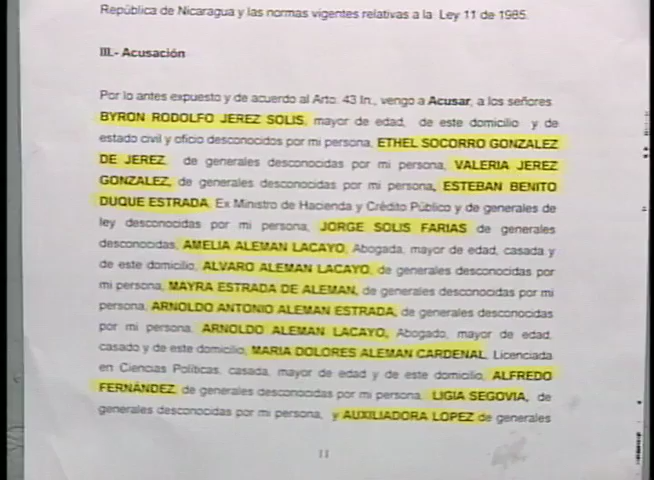 República de Nicaragua y las normas vigentes relativas a la Ley 11 de 1985.
III.- Acusación
Por lo antes expuesto y de acuerdo al Arto. 43 In., vengo a Acusar, a los señores
BYRON RODOLFO JEREZ SOLIS, mayor de edad, de este domicilio y de
estado civil y oficio desconocidos por mi persona, ETHEL SOCORRO GONZALEZ
DE JEREZ, de generales desconocidas por mi persona, VALERIA JEREZ
GONZALEZ, de generales desconocidas por mi persona, ESTEBAN BENITO
DUQUE ESTRADA, Ex Ministro de Hacienda y Crédito Público y de generales de
ley desconocidas por mi persona, JORGE SOLIS FARIAS de generales
desconocidas, AMELIA ALEMAN LACAYO, Abogada, mayor de edad, casada y
de este domicilio, ALVARO ALEMAN LACAYO, de generales desconocidas por
mi persona, MAYRA ESTRADA DE ALEMAN, de generales desconocidas por mi
persona, ARNOLDO ANTONIO ALEMAN ESTRADA, de generales desconocidas
por mi persona, ARNOLDO ALEMAN LACAYO, Abogado, mayor de edad,
casado y de este domicilio, MARIA DOLORES ALEMAN CARDENAL, Licenciada
en Ciencias Políticas, casada, mayor de edad y de este domicilio, ALFREDO
FERNÁNDEZ, de generales desconocidas por mi persona, LIGIA SEGOVIA, de
generales desconocidas por mi persona, y AUXILIADORA LOPEZ de generales
11